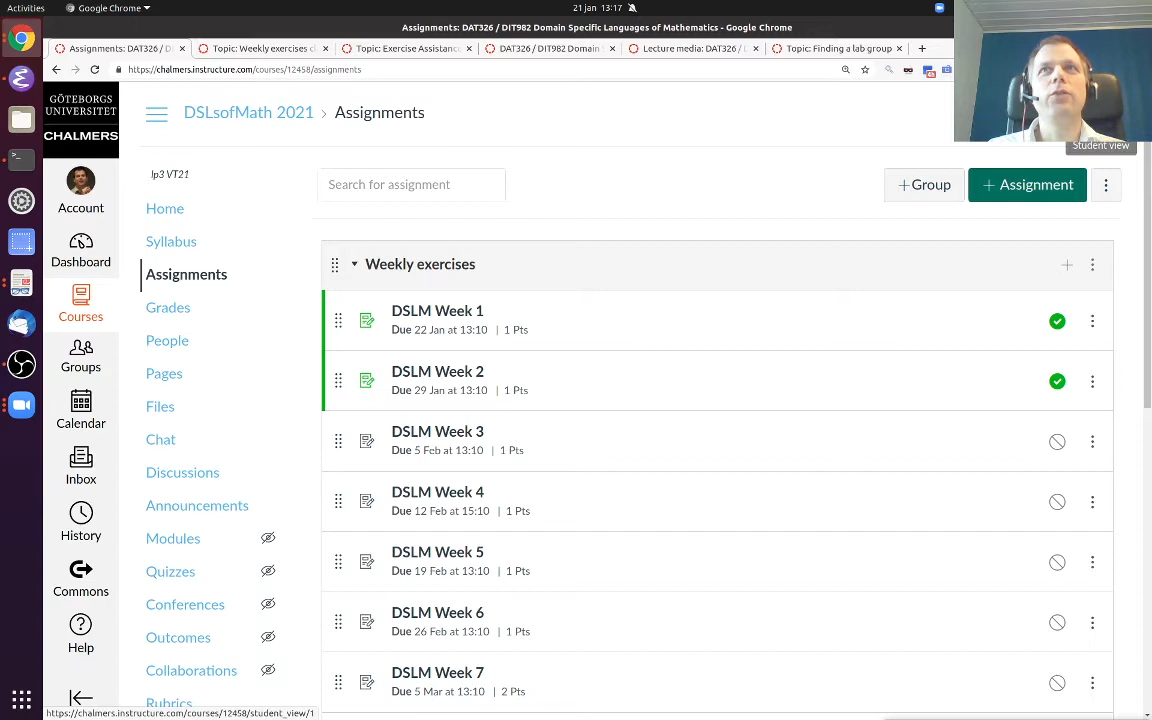 Activities
Google Chrome
21 jan 13:17
Assignments: DAT326 / DIT982 Domain Specific Languages of Mathematics - Google Chrome
Assignments: DAT326 / D
Topic: Weekly exercises c
Topic: Exercise Assistanc
DAT326 / DIT982 Domain
Lecture media: DAT326 /
Topic: Finding a lab group
https://chalmers.instructure.com/courses/12458/assignments
GÖTEBORGS
UNIVERSITET
CHALMERS
Account
Dashboard
Courses
Groups
Calendar
Inbox
History
Commons
Help
DSLsofMath 2021 › Assignments
Student view
lp3 VT21
Home
Syllabus
Assignments
Grades
People
Pages
Files
Chat
Discussions
Announcements
Modules
Quizzes
Conferences
Outcomes
Collaborations
Rubrics
Search for assignment
+Group
+ Assignment
Weekly exercises
DSLM Week 1
Due 22 Jan at 13:10 | 1 Pts
DSLM Week 2
Due 29 Jan at 13:10 | 1 Pts
DSLM Week 3
Due 5 Feb at 13:10 | 1 Pts
DSLM Week 4
Due 12 Feb at 15:10 | 1 Pts
DSLM Week 5
Due 19 Feb at 13:10 | 1 Pts
DSLM Week 6
Due 26 Feb at 13:10 | 1 Pts
DSLM Week 7
Due 5 Mar at 13:10 | 2 Pts
https://chalmers.instructure.com/courses/12458/student_view/1